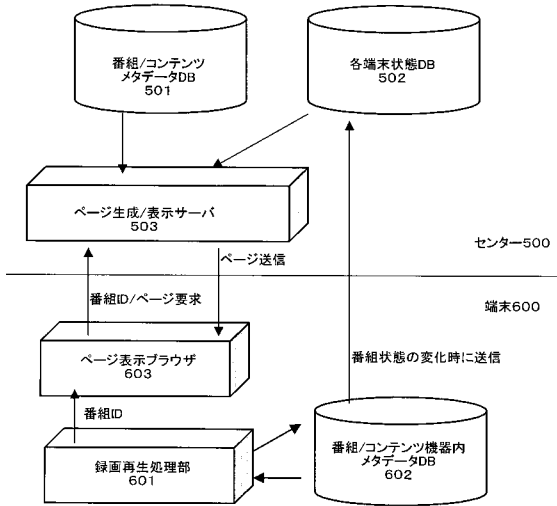 番組/コンテンツ
メタデータDB
501
各端末状態DB
502
ページ生成/表示サーバ
503
センター500
ページ送信
番組ID/ページ要求
端末600
ページ表示ブラウザ
603
番組状態の変化時に送信
番組ID
録画再生処理部
601
番組/コンテンツ機器内
メタデータDB
602